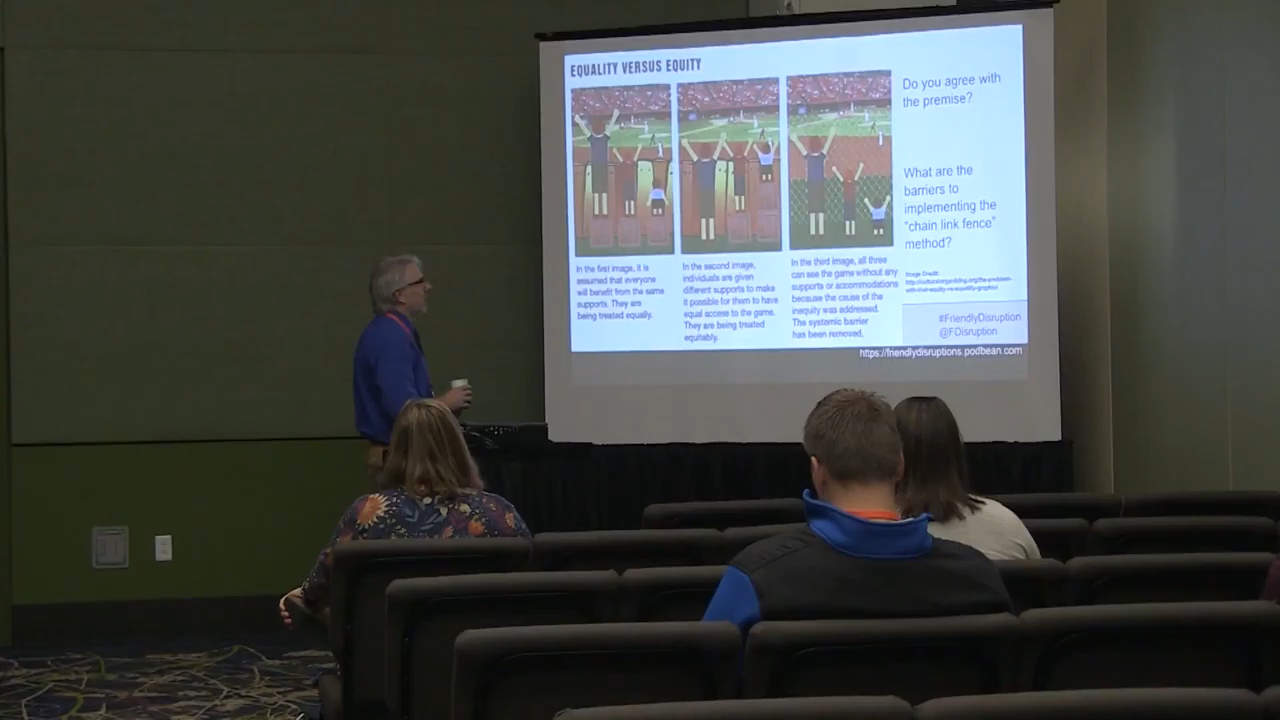 EQUALITY VERSUS EQUITY
In the first image, it is
assumed that everyone
will benefit from the same
supports. They are
being treated equally.
In the second image,
individuals are given
different supports to make
it possible for them to have
equal access to the game.
They are being treated
equitably.
In the third image, all three
can see the game without any
supports or accommodations
because the cause of the
inequity was addressed.
The systemic barrier
has been removed.
Do you agree with
the premise?
What are the
barriers to
implementing the
"chain link fence"
method?
Image Credit:
#FriendlyDisruption
@FDisruption
https://friendlydisruptions.podbean.com